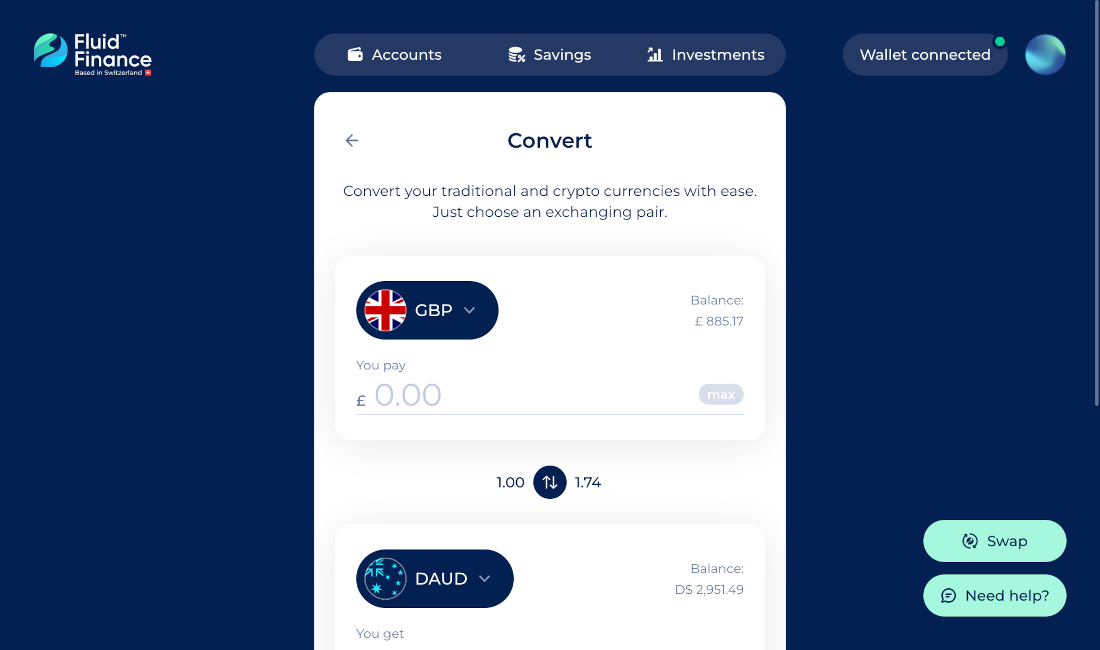 Fluid™
Finance
Based in Switzerland
Accounts
Savings
Investments
Wallet connected
Convert
Convert your traditional and crypto currencies with ease.
Just choose an exchanging pair.
GBP
Balance:
£ 885.17
You pay
£ 0.00
max
1.00
1.74
DAUD
Balance:
D$ 2,951.49
You get
Swap
Need help?